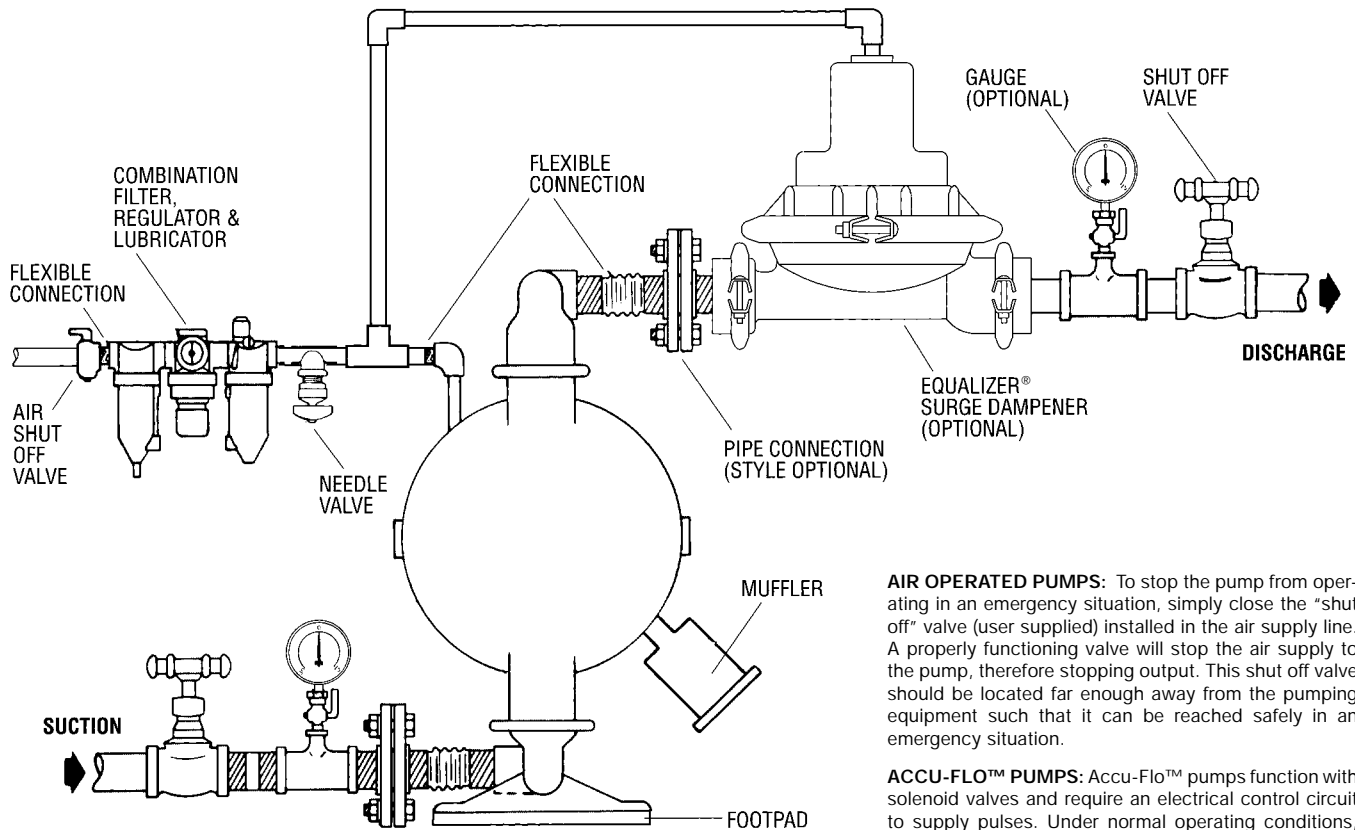 GAUGE
(OPTIONAL)
SHUT OFF
VALVE
FLEXIBLE
CONNECTION
COMBINATION
FILTER,
REGULATOR &
LUBRICATOR
FLEXIBLE
CONNECTION
DISCHARGE
AIR
SHUT
OFF
VALVE
NEEDLE
VALVE
EQUALIZER®
SURGE DAMPENER
(OPTIONAL)
PIPE CONNECTION
(STYLE OPTIONAL)
MUFFLER
SUCTION
FOOTPAD
AIR OPERATED PUMPS: To stop the pump from oper-
ating in an emergency situation, simply close the "shut
off" valve (user supplied) installed in the air supply line.
A properly functioning valve will stop the air supply to
the pump, therefore stopping output. This shut off valve
should be located far enough away from the pumping
equipment such that it can be reached safely in an
emergency situation.
ACCU-FLO™ PUMPS: Accu-Flo™ pumps function with
solenoid valves and require an electrical control circuit
to supply pulses. Under normal operating conditions,